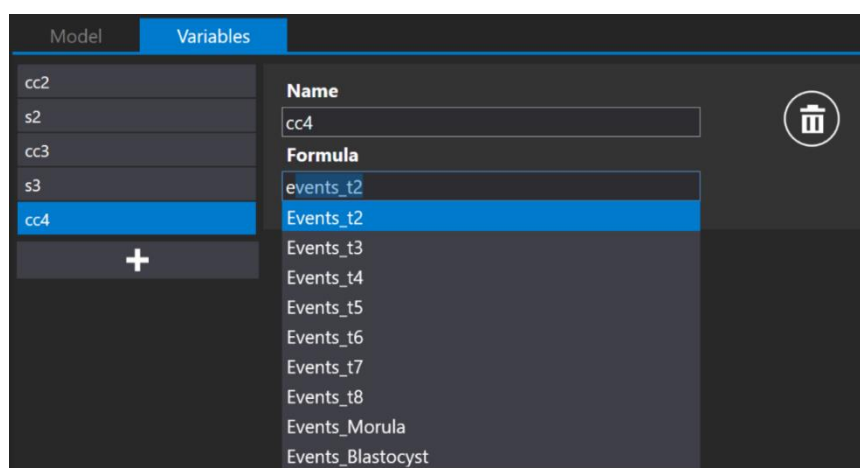 Model
Variables
cc2
s2
cc3
s3
cc4
Name
cc4
Formula
events_t2
Events_t2
Events_t3
Events_t4
Events_t5
Events_t6
Events_t7
Events_t8
Events_Morula
Events_Blastocyst